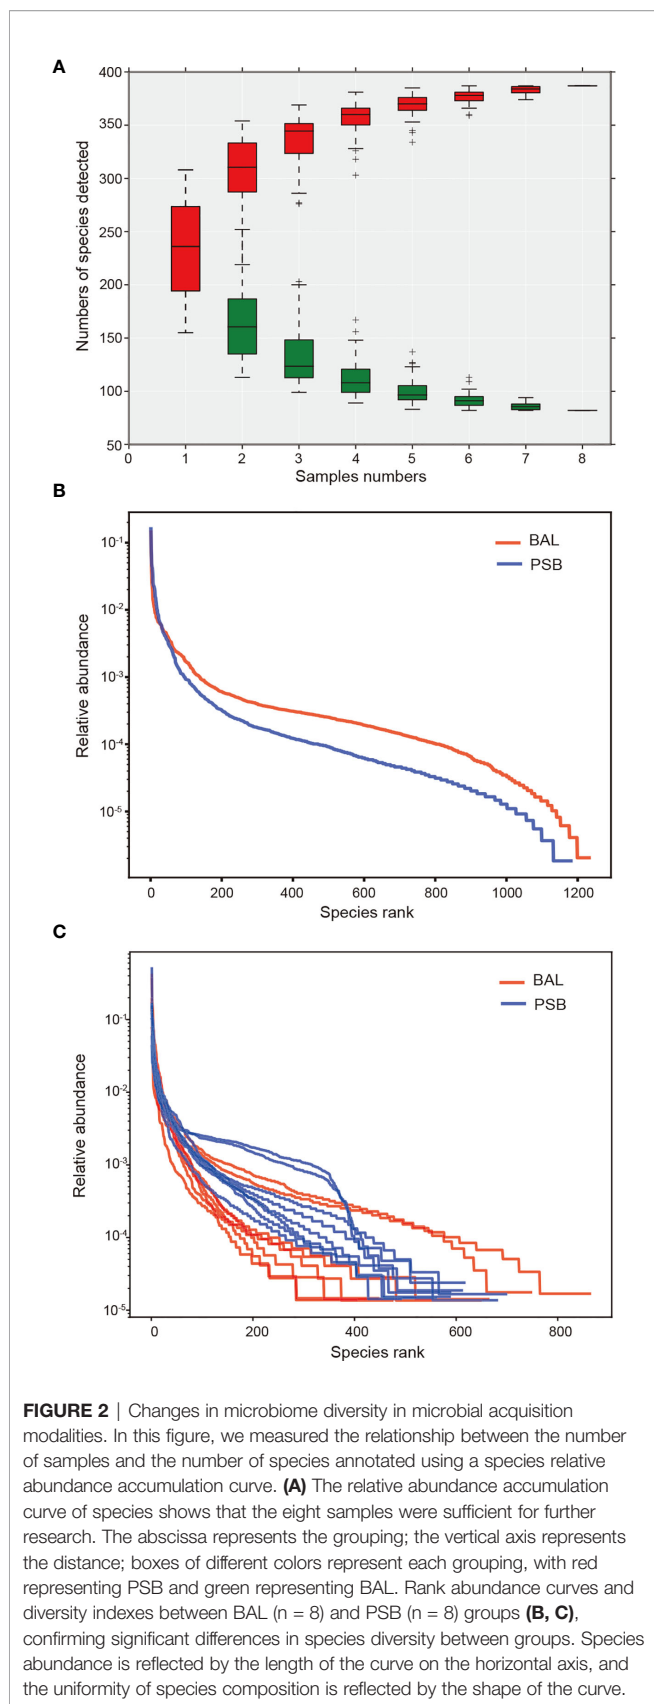 A
400
350
300
250
200
150
100
50
Numbers of species detected
0 1 2 3 4 5 6 7 8
Samples numbers
B
BAL
PSB
10-1
10-2
10-3
10-4
10-5
Relative abundance
0 200 400 600 800 1000 1200
Species rank
C
BAL
PSB
10-1
10-2
10-3
10-4
10-5
Relative abundance
0 200 400 600 800
Species rank
FIGURE 2 | Changes in microbiome diversity in microbial acquisition
modalities. In this figure, we measured the relationship between the number
of samples and the number of species annotated using a species relative
abundance accumulation curve. (A) The relative abundance accumulation
curve of species shows that the eight samples were sufficient for further
research. The abscissa represents the grouping; the vertical axis represents
the distance; boxes of different colors represent each grouping, with red
representing PSB and green representing BAL. Rank abundance curves and
diversity indexes between BAL (n = 8) and PSB (n = 8) groups (B, C),
confirming significant differences in species diversity between groups. Species
abundance is reflected by the length of the curve on the horizontal axis, and
the uniformity of species composition is reflected by the shape of the curve.